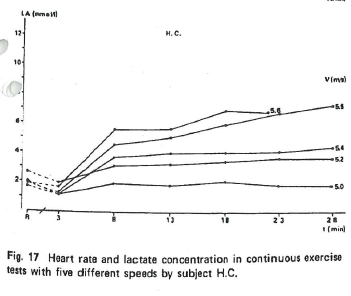 LA (mmol/l)
H.C.
12
10
8
6
4
2
V (m/s)
5.6
5.5
5.4
5.2
5.0
R 3 8 13 18 23 28
t (min)
Fig. 17 Heart rate and lactate concentration in continuous exercise
tests with five different speeds by subject H.C.